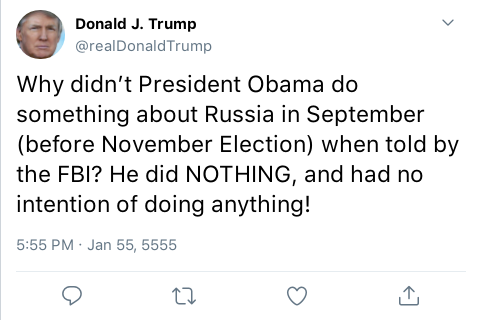 Donald J. Trump
@realDonaldTrump
Why didn’t President Obama do
something about Russia in September
(before November Election) when told by
the FBI? He did NOTHING, and had no
intention of doing anything!
5:55 PM · Jan 55, 5555